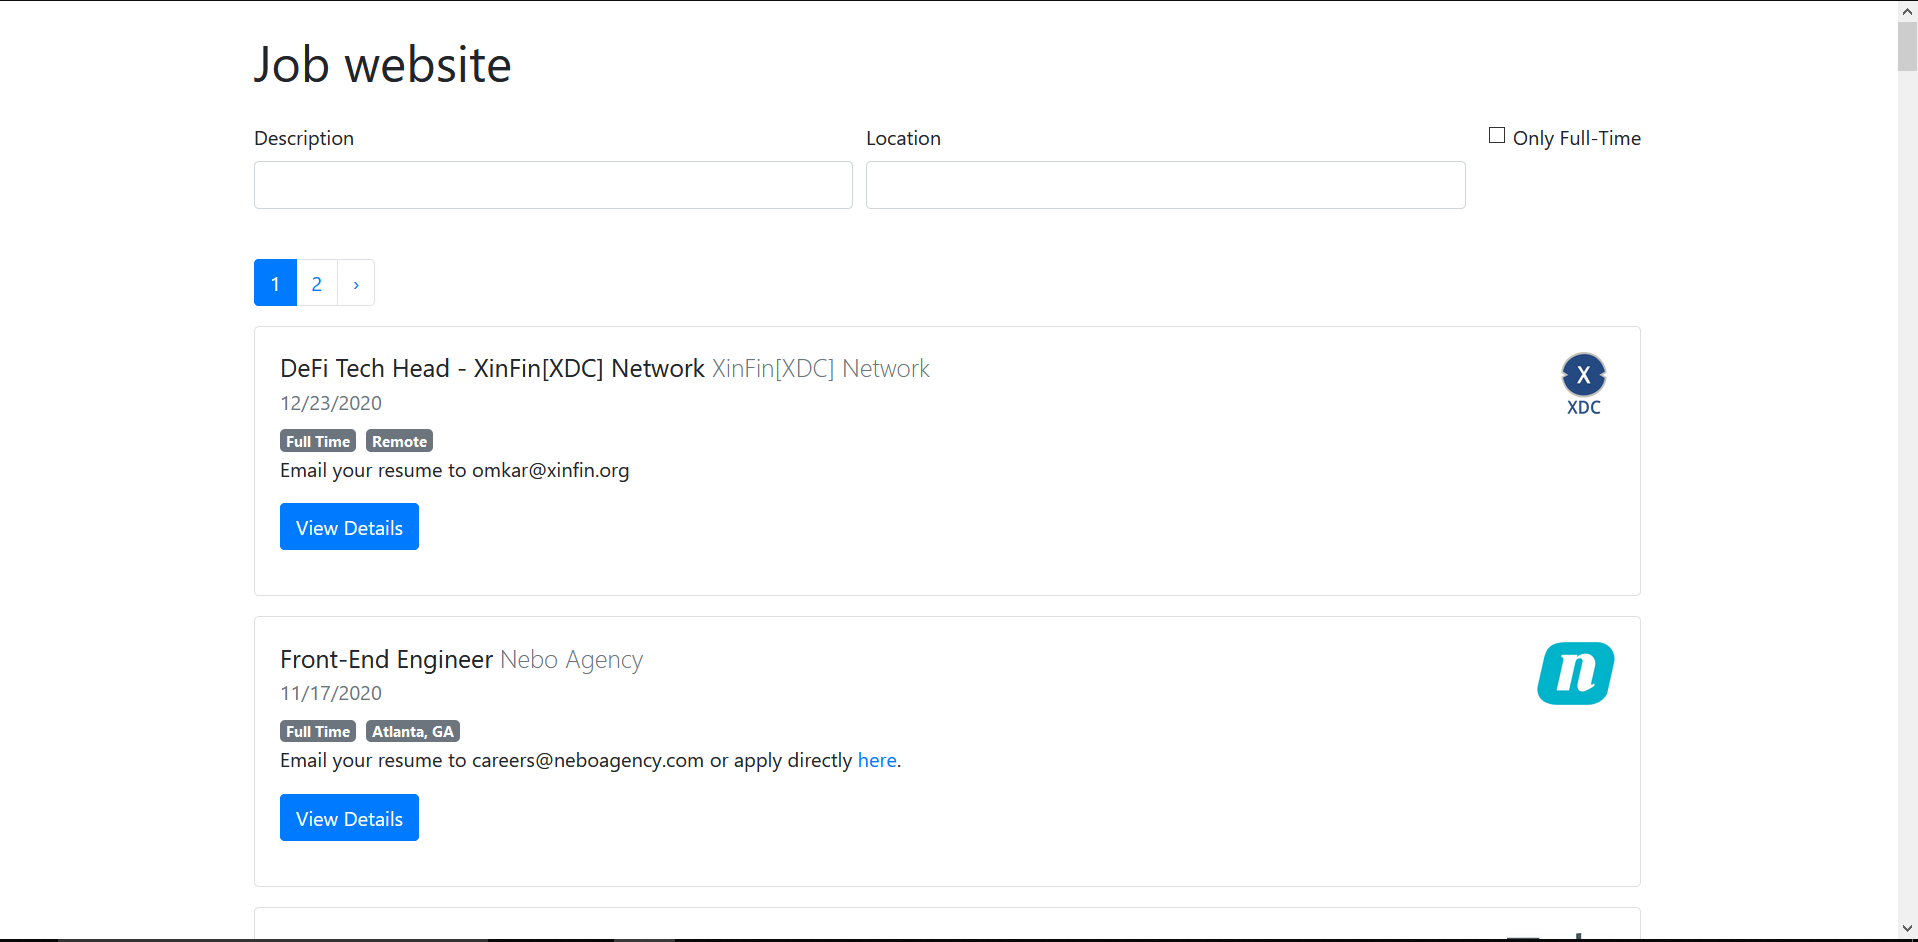 Job website
Description
Location
Only Full-Time
1 2 ›
DeFi Tech Head - XinFin[XDC] Network XinFin[XDC] Network
12/23/2020
Full Time Remote
Email your resume to omkar@xinfin.org
View Details
X
XDC
Front-End Engineer Nebo Agency
11/17/2020
Full Time Atlanta, GA
Email your resume to careers@neboagency.com or apply directly here.
View Details
n